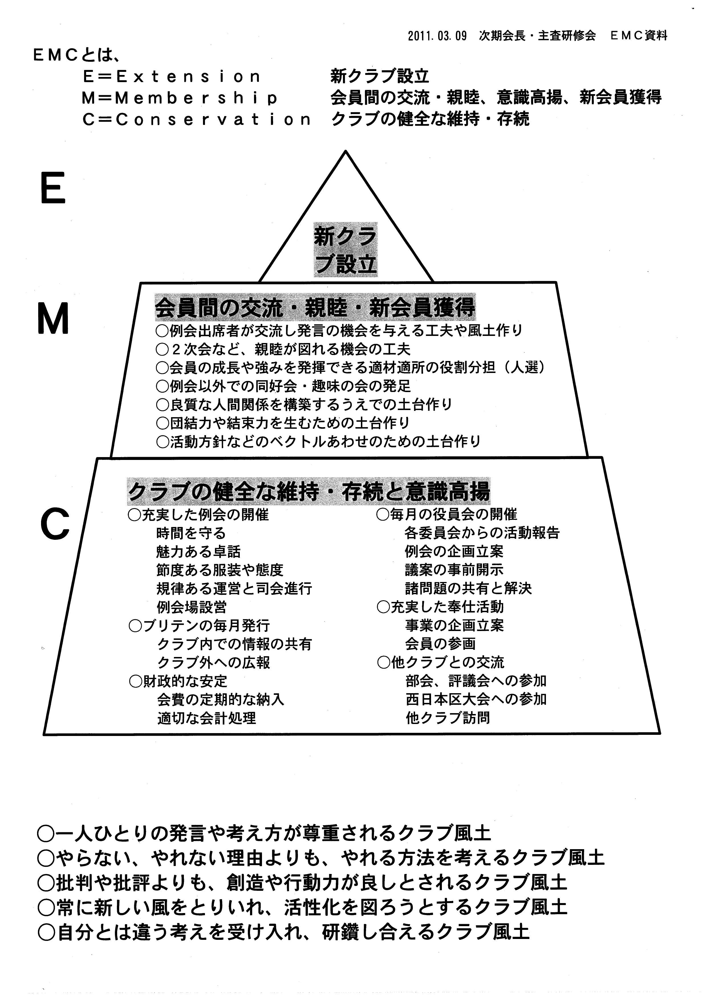 2011.03.09　次期会長・主査研修会　ＥＭＣ資料
ＥＭＣとは、
Ｅ＝Ｅｘｔｅｎｓｉｏｎ　新クラブ設立
Ｍ＝Ｍｅｍｂｅｒｓｈｉｐ　会員間の交流・親睦、意識高揚、新会員獲得
Ｃ＝Ｃｏｎｓｅｒｖａｔｉｏｎ　クラブの健全な維持・存続
E
新クラ
ブ設立
M
会員間の交流・親睦・新会員獲得
○例会出席者が交流し発言の機会を与える工夫や風土作り
○２次会など、親睦が図れる機会の工夫
○会員の成長や強みを発揮できる適材適所の役割分担（人選）
○例会以外での同好会・趣味の会の発足
○良質な人間関係を構築するうえでの土台作り
○団結力や結束力を生むための土台作り
○活動方針などのベクトルあわせのための土台作り
C
クラブの健全な維持・存続と意識高揚
○充実した例会の開催
時間を守る
魅力ある卓話
節度ある服装や態度
規律ある運営と司会進行
例会場設営
○ブリテンの毎月発行
クラブ内での情報の共有
クラブ外への広報
○財政的な安定
会費の定期的な納入
適切な会計処理
○毎月の役員会の開催
各委員会からの活動報告
例会の企画立案
議案の事前開示
諸問題の共有と解決
○充実した奉仕活動
事業の企画立案
会員の参画
○他クラブとの交流
部会、評議会への参加
西日本区大会への参加
他クラブ訪問
○一人ひとりの発言や考え方が尊重されるクラブ風土
○やらない、やれない理由よりも、やれる方法を考えるクラブ風土
○批判や批評よりも、創造や行動力が良しとされるクラブ風土
○常に新しい風をとりいれ、活性化を図ろうとするクラブ風土
○自分とは違う考えを受け入れ、研鑽し合えるクラブ風土